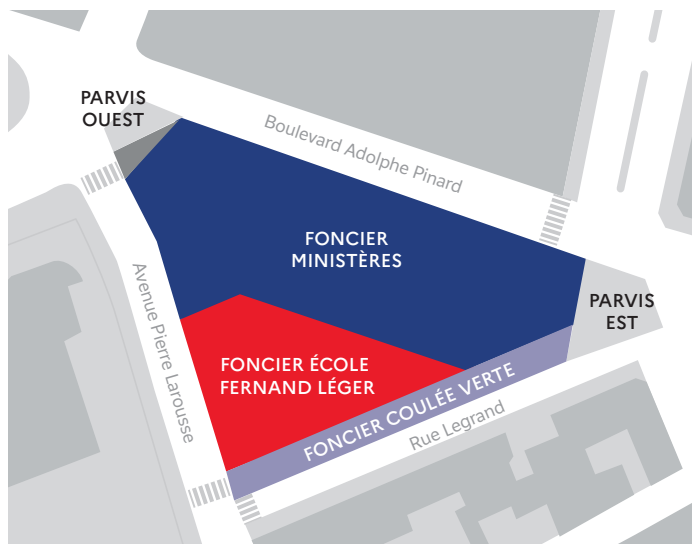 PARVIS
OUEST
Boulevard Adolphe Pinard
FONCIER
MINISTÈRES
PARVIS
EST
Avenue Pierre Larousse
FONCIER ÉCOLE
FERNAND LÉGER
FONCIER COULÉE VERTE
Rue Legrand